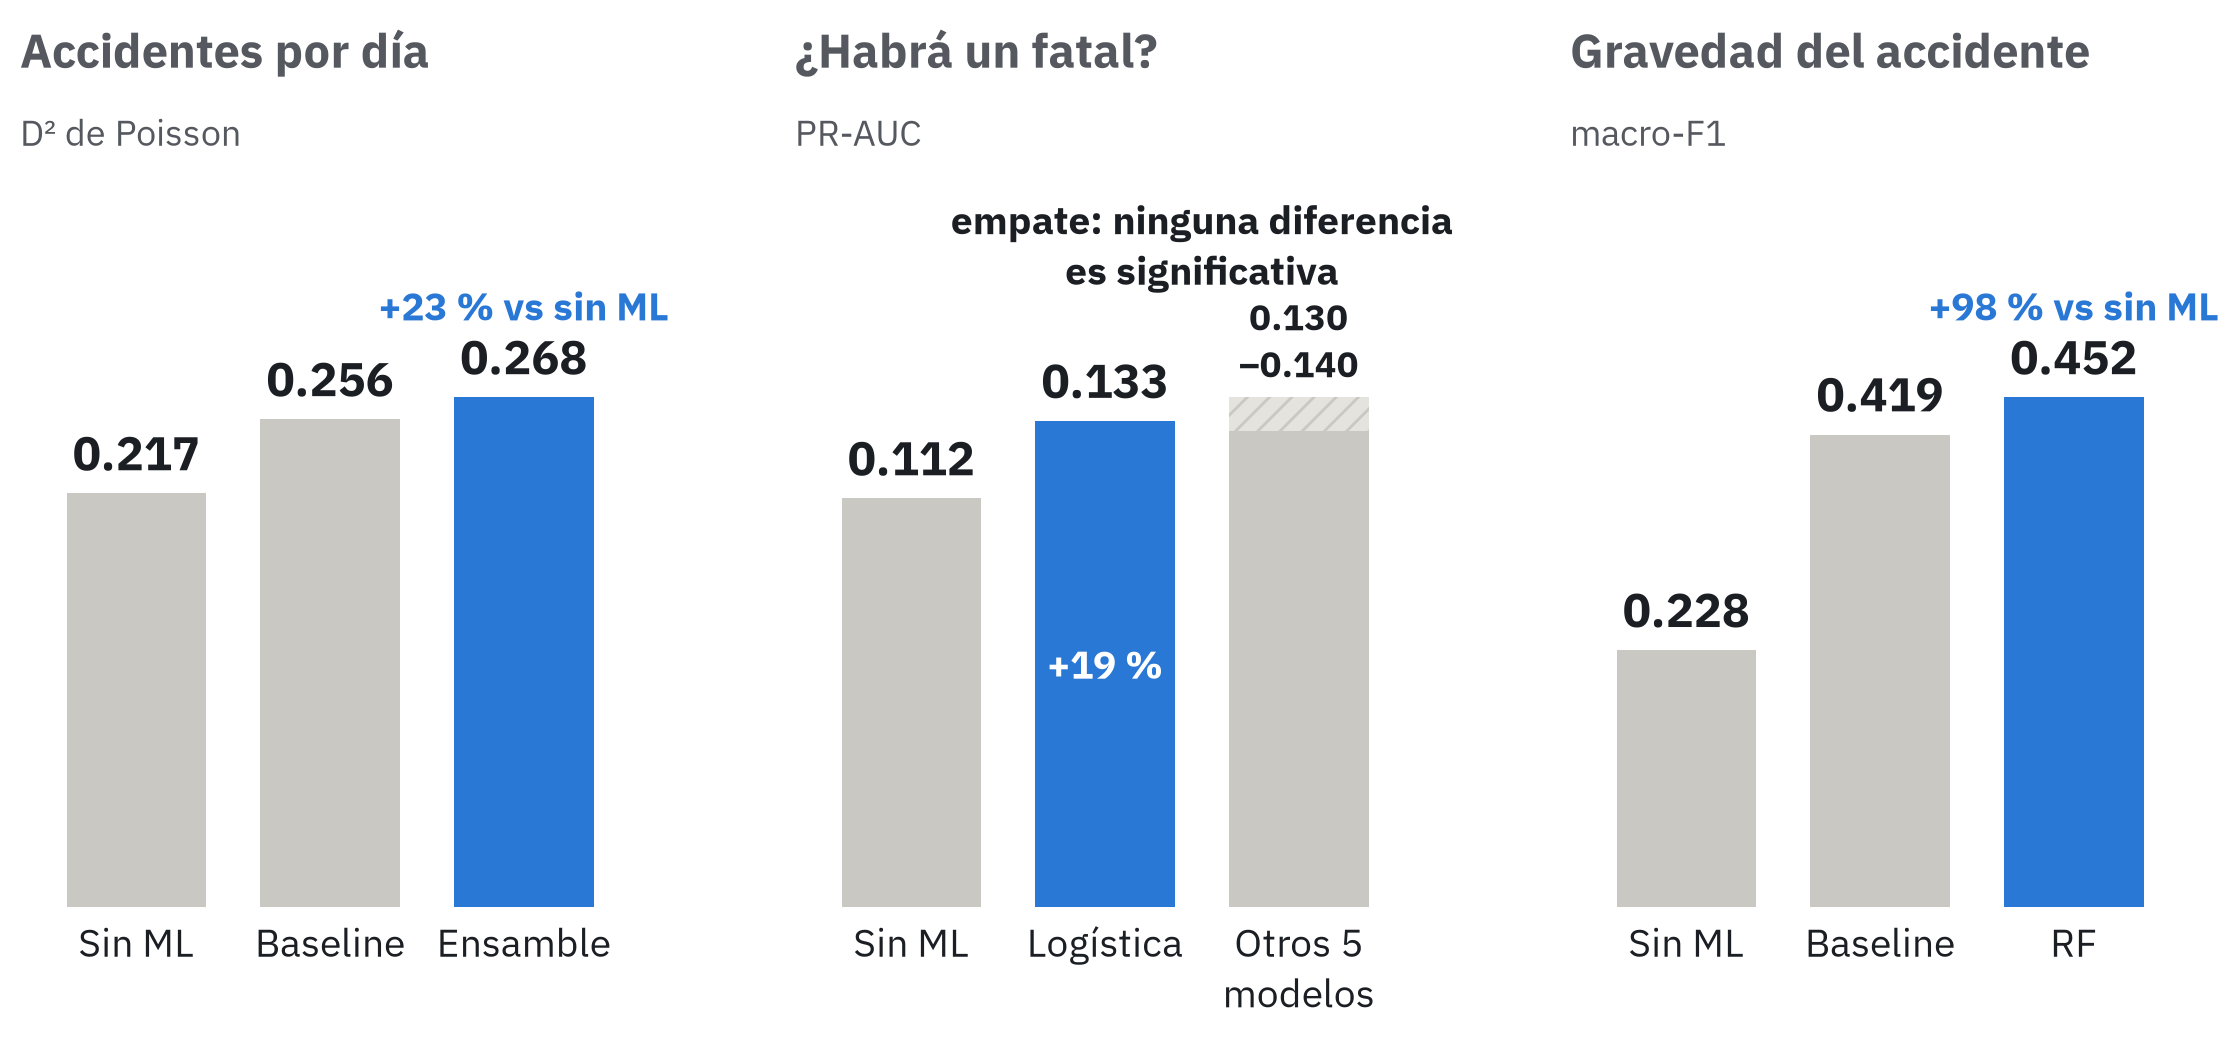 Accidentes por día
D² de Poisson
+23 % vs sin ML
0.217
0.256
0.268
Sin ML
Baseline
Ensamble
¿Habrá un fatal?
PR-AUC
empate: ninguna diferencia
es significativa
0.112
0.133
0.130
–0.140
+19 %
Sin ML
Logística
Otros 5
modelos
Gravedad del accidente
macro-F1
+98 % vs sin ML
0.228
0.419
0.452
Sin ML
Baseline
RF